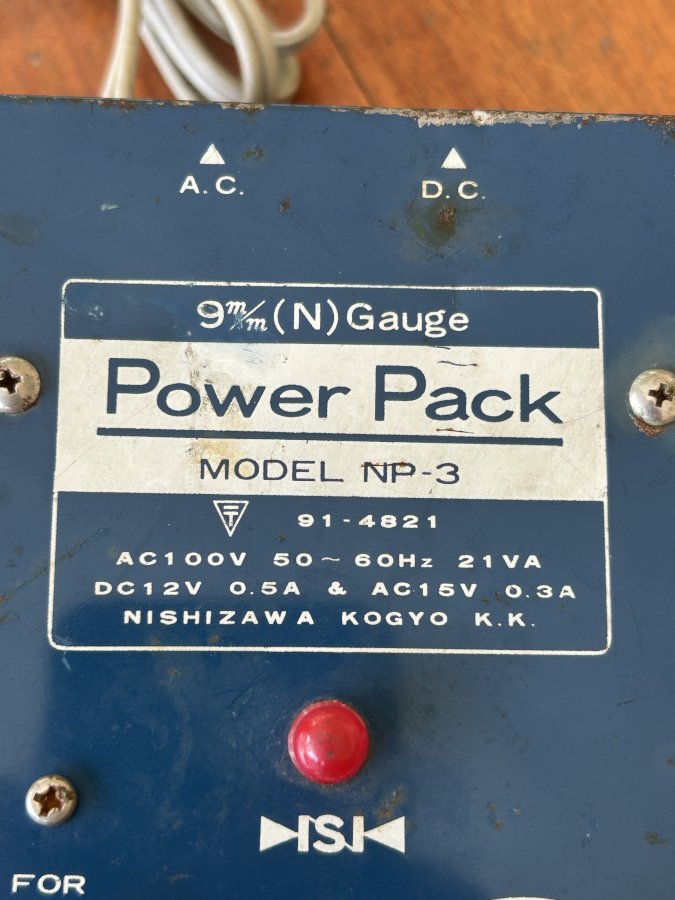 A.C. D.C.
9m/m(N)Gauge
Power Pack
MODEL NP-3
〒 91-4821
AC100V 50~60Hz 21VA
DC12V 0.5A & AC15V 0.3A
NISHIZAWA KOGYO K.K.
FOR